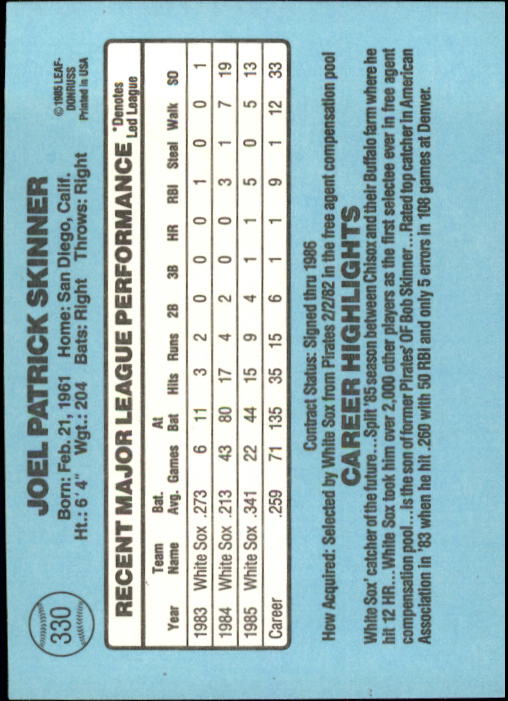 330
JOEL PATRICK SKINNER
Born: Feb. 21, 1961 Home: San Diego, Calif.
Ht.: 6'4" Wgt.: 204 Bats: Right Throws: Right
© 1985 LEAF-
DONRUSS
Printed in USA
RECENT MAJOR LEAGUE PERFORMANCE
*Denotes
Led League
Year Team Name Bat. Avg. Games At Bat Hits Runs 2B 3B HR RBI Steal Walk SO
1983 White Sox .273 6 11 3 2 0 0 0 1 0 0 1
1984 White Sox .213 43 80 17 4 2 0 0 3 1 7 19
1985 White Sox .341 22 44 15 9 4 1 1 5 0 5 13
Career .259 71 135 35 15 6 1 1 9 1 12 33
Contract Status: Signed thru 1986
How Acquired: Selected by White Sox from Pirates 2/2/82 in the free agent compensation pool
CAREER HIGHLIGHTS
White Sox' catcher of the future...Split '85 season between Chisox and their Buffalo farm where he
hit 12 HR...White Sox took him over 2,000 other players as the first selectee ever in free agent
compensation pool...Is the son of former Pirates' OF Bob Skinner...Rated top catcher in American
Association in '83 when he hit .260 with 50 RBI and only 5 errors in 108 games at Denver.